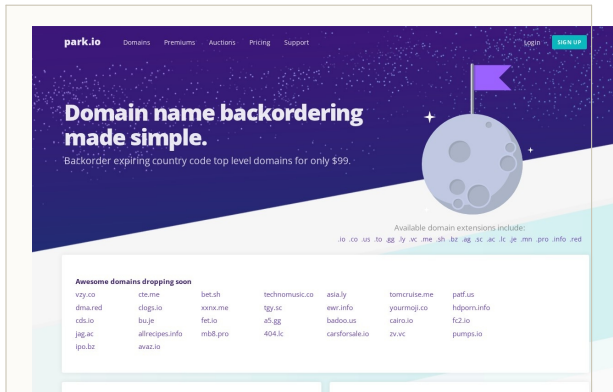 park.io Domains Premiums Auctions Pricing Support Login SIGN UP
Domain name backordering
made simple.
Backorder expiring country code top level domains for only $99.
Available domain extensions include:
.io .co .us .to .gg .ly .vc .me .sh .bz .ag .sc .ac .lc .je .mn .pro .info .red
Awesome domains dropping soon
vzy.co cte.me bet.sh technomusic.co asia.ly tomcruise.me patf.us
dma.red clogs.io xxnx.me tgy.sc ewr.info yourmoji.co hdporn.info
cds.io bu.je fet.io a5.gg badoo.us cairo.io fc2.io
jag.ac allrecipes.info mb8.pro 404.lc carsforsale.io zv.vc pumps.io
ipo.bz avaz.io